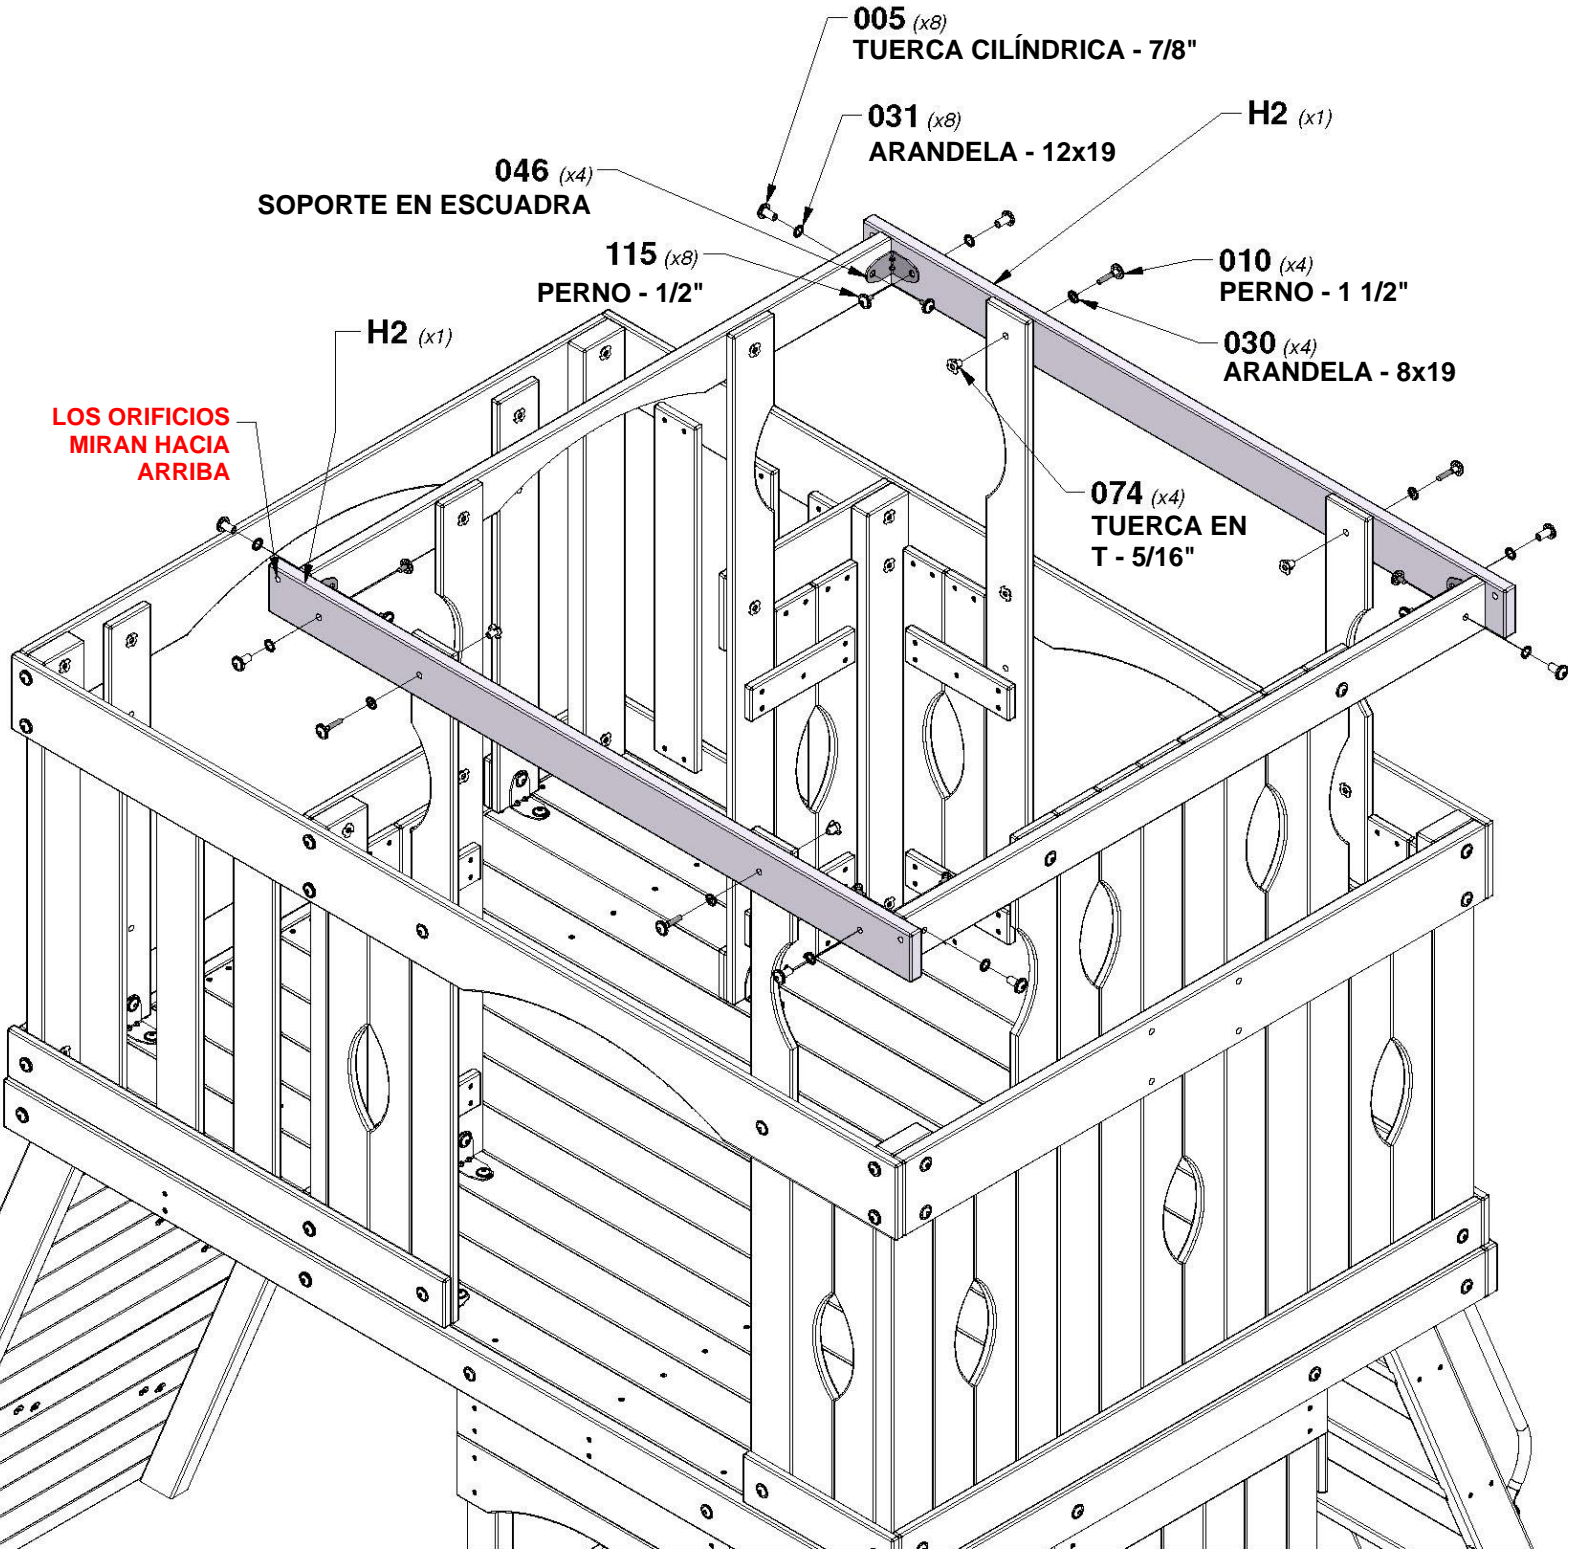 005 (x8)
TUERCA CILÍNDRICA - 7/8"
031 (x8)
ARANDELA - 12x19
H2 (x1)
046 (x4)
SOPORTE EN ESCUADRA
115 (x8)
PERNO - 1/2"
010 (x4)
PERNO - 1 1/2"
H2 (x1)
030 (x4)
ARANDELA - 8x19
LOS ORIFICIOS
MIRAN HACIA
ARRIBA
074 (x4)
TUERCA EN
T - 5/16"